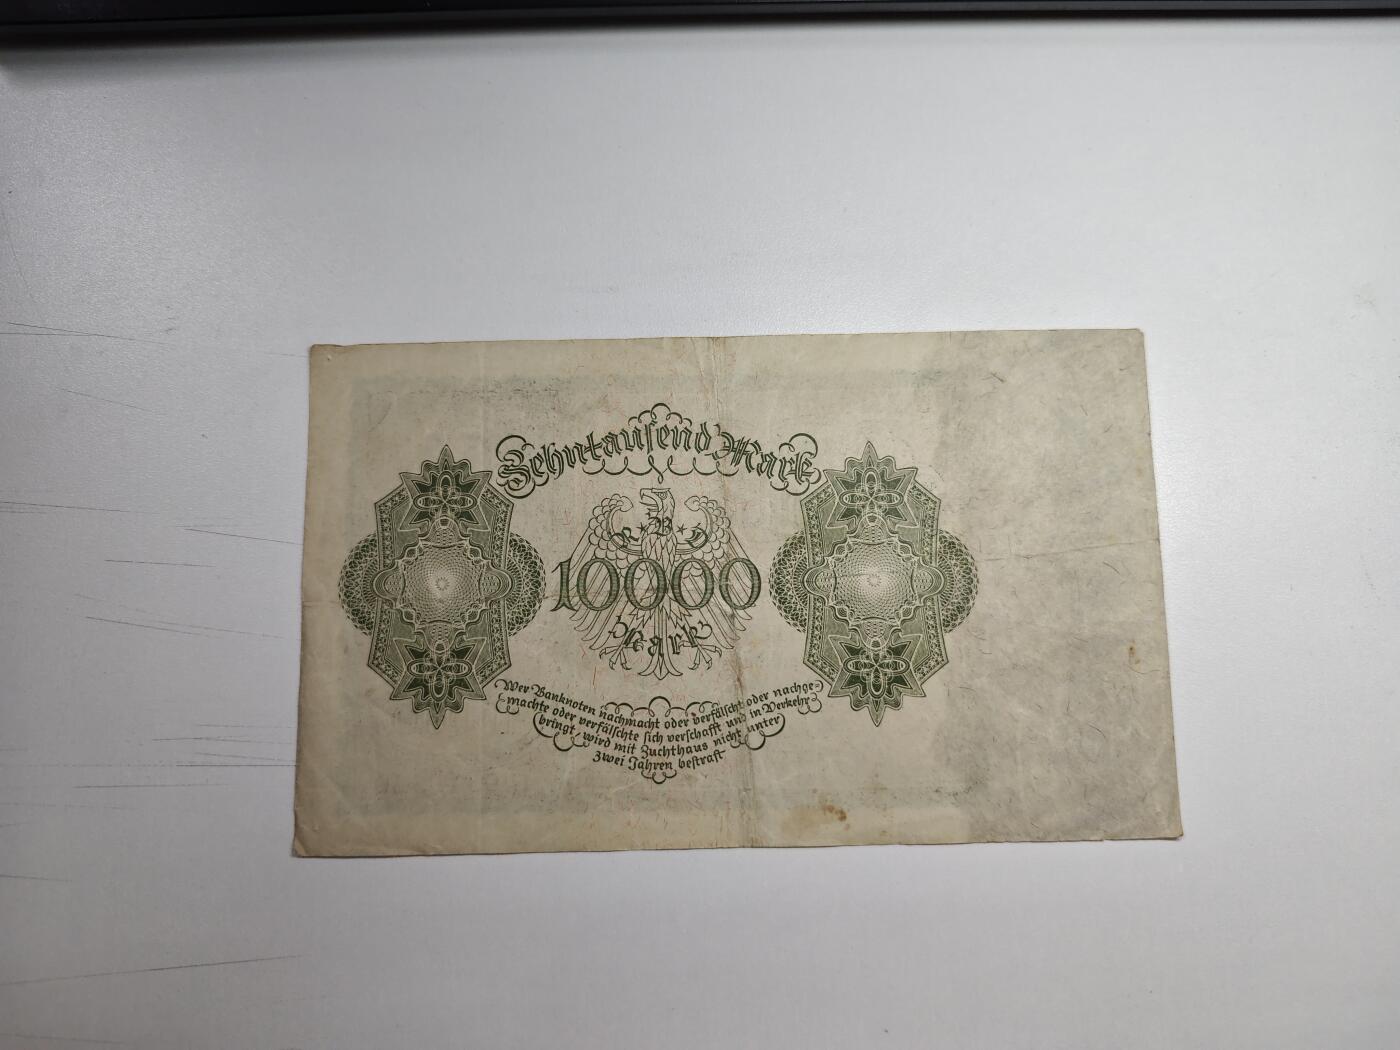 Zehntausend Mark
R B D
10000
Mark
Wer Banknoten nachmacht oder verfälscht oder nachge-
machte oder verfälschte sich verschafft und in Verkehr
bringt, wird mit Zuchthaus nicht unter
zwei Jahren bestraft